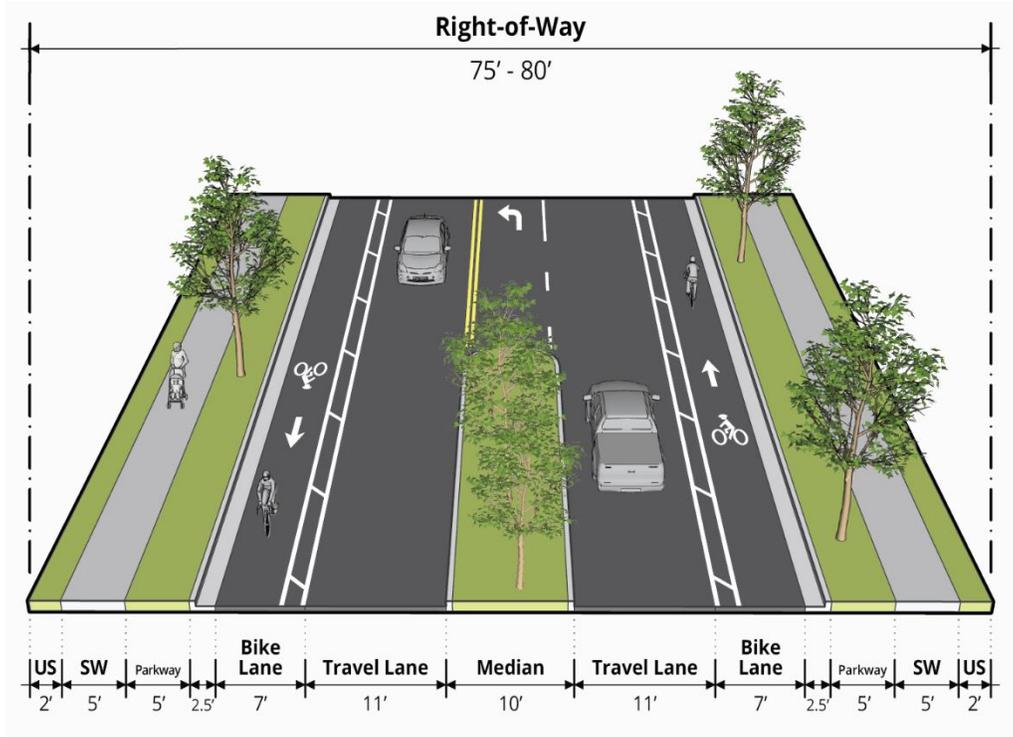 Right-of-Way
75’ - 80’
US SW Parkway Bike Lane Travel Lane Median Travel Lane Bike Lane Parkway SW US
2’ 5’ 5’ 2.5’ 7’ 11’ 10’ 11’ 7’ 2.5’ 5’ 5’ 2’